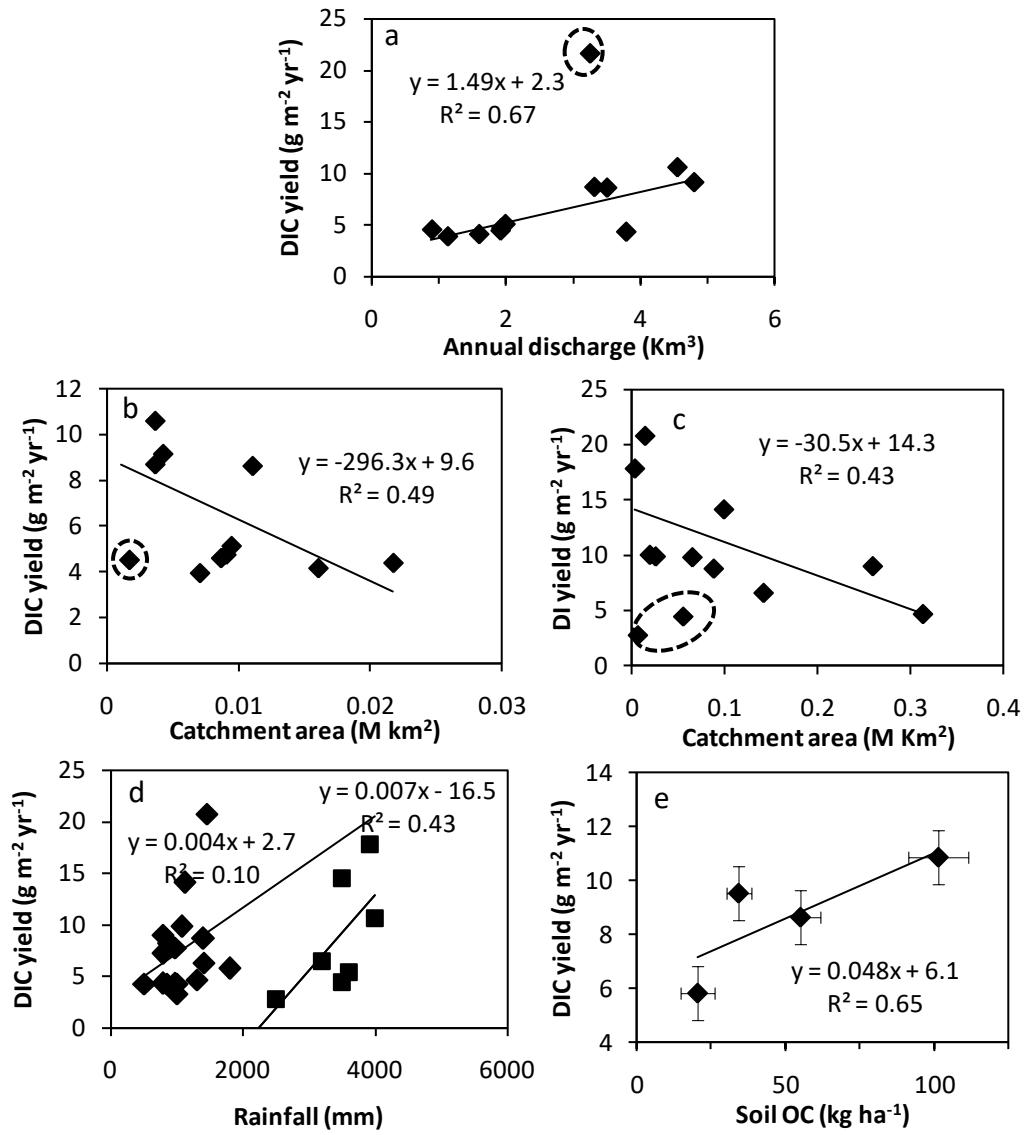 a
y = 1.49x + 2.3
R² = 0.67
DIC yield (g m⁻² yr⁻¹)
25
20
15
10
5
0
0 2 4 6
Annual discharge (Km³)
b
y = -296.3x + 9.6
R² = 0.49
DIC yield (g m⁻² yr⁻¹)
12
10
8
6
4
2
0
0 0.01 0.02 0.03
Catchment area (M km²)
c
y = -30.5x + 14.3
R² = 0.43
DI yield (g m⁻² yr⁻¹)
25
20
15
10
5
0
0 0.1 0.2 0.3 0.4
Catchment area (M Km²)
d
y = 0.007x - 16.5
R² = 0.43
y = 0.004x + 2.7
R² = 0.10
DIC yield (g m⁻² yr⁻¹)
25
20
15
10
5
0
0 2000 4000 6000
Rainfall (mm)
e
y = 0.048x + 6.1
R² = 0.65
DIC yield (g m⁻² yr⁻¹)
14
12
10
8
6
4
0 50 100
Soil OC (kg ha⁻¹)